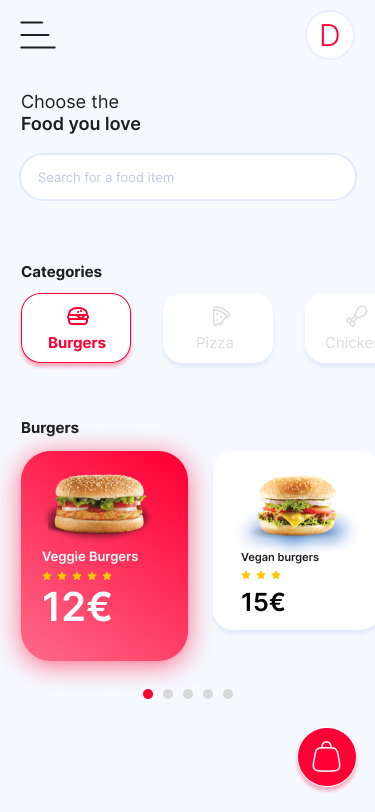 D
Choose the
Food you love
Search for a food item
Categories
Burgers
Pizza
Chicken
Burgers
Veggie Burgers
12€
Vegan burgers
15€